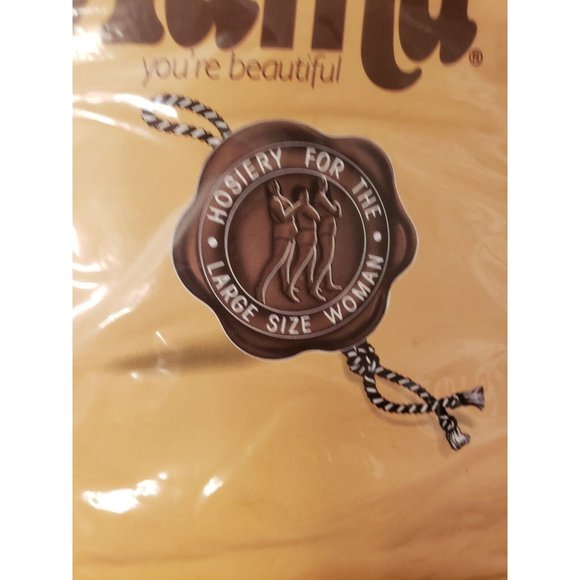 you're beautiful
®
• HOSIERY FOR THE •
LARGE SIZE WOMAN